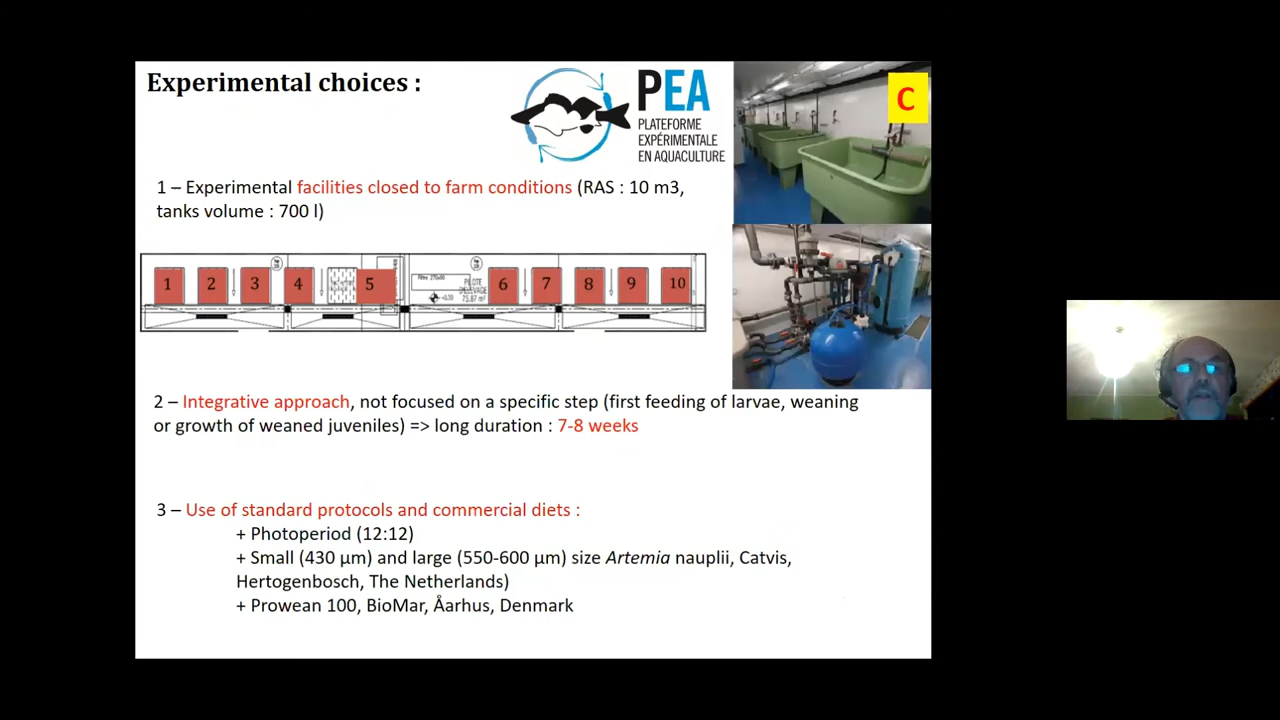 Experimental choices :
PEA
PLATEFORME
EXPÉRIMENTALE
EN AQUACULTURE
C
1 – Experimental facilities closed to farm conditions (RAS : 10 m3,
tanks volume : 700 l)
1 2 3 4 5 6 7 8 9 10
2 – Integrative approach, not focused on a specific step (first feeding of larvae, weaning
or growth of weaned juveniles) => long duration : 7-8 weeks
3 – Use of standard protocols and commercial diets :
+ Photoperiod (12:12)
+ Small (430 µm) and large (550-600 µm) size Artemia nauplii, Catvis,
Hertogenbosch, The Netherlands)
+ Prowean 100, BioMar, Åarhus, Denmark